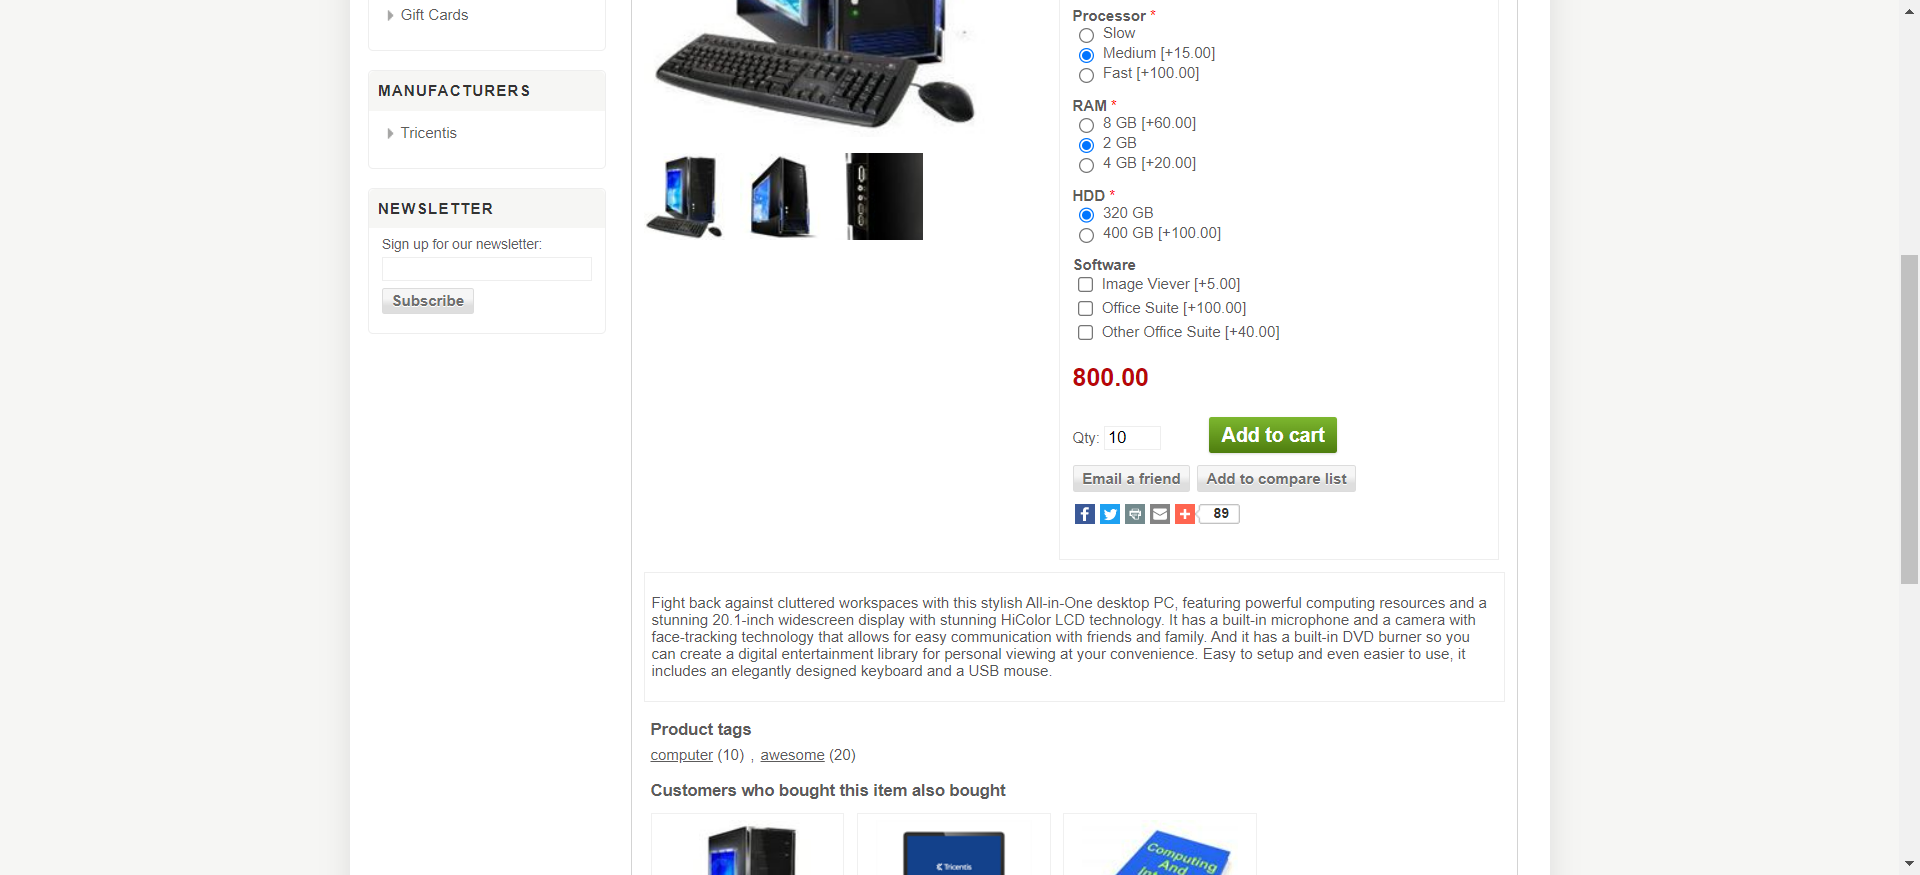 Gift Cards
MANUFACTURERS
Tricentis
NEWSLETTER
Sign up for our newsletter:
Subscribe
Processor *
Slow
Medium [+15.00]
Fast [+100.00]
RAM *
8 GB [+60.00]
2 GB
4 GB [+20.00]
HDD *
320 GB
400 GB [+100.00]
Software
Image Viever [+5.00]
Office Suite [+100.00]
Other Office Suite [+40.00]
800.00
Qty: 10 Add to cart
Email a friend Add to compare list
89
Fight back against cluttered workspaces with this stylish All-in-One desktop PC, featuring powerful computing resources and a
stunning 20.1-inch widescreen display with stunning HiColor LCD technology. It has a built-in microphone and a camera with
face-tracking technology that allows for easy communication with friends and family. And it has a built-in DVD burner so you
can create a digital entertainment library for personal viewing at your convenience. Easy to setup and even easier to use, it
includes an elegantly designed keyboard and a USB mouse.
Product tags
computer (10) , awesome (20)
Customers who bought this item also bought
Tricentis
Computing
And